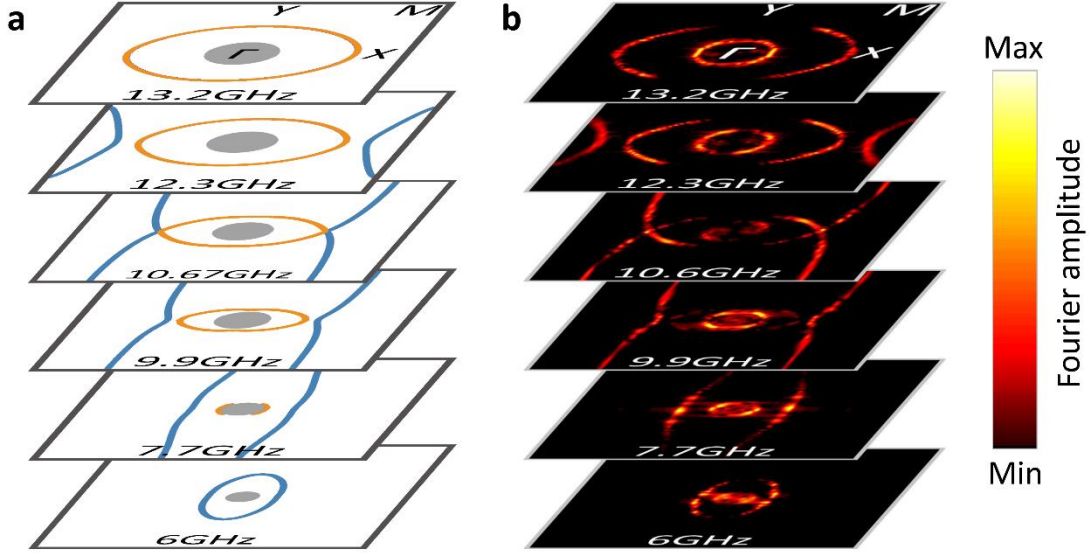 a
Y
M
Γ
X
13.2GHz
12.3GHz
10.67GHz
9.9GHz
7.7GHz
6GHz
b
Y
M
Γ
X
13.2GHz
12.3GHz
10.6GHz
9.9GHz
7.7GHz
6GHz
Max
Fourier amplitude
Min